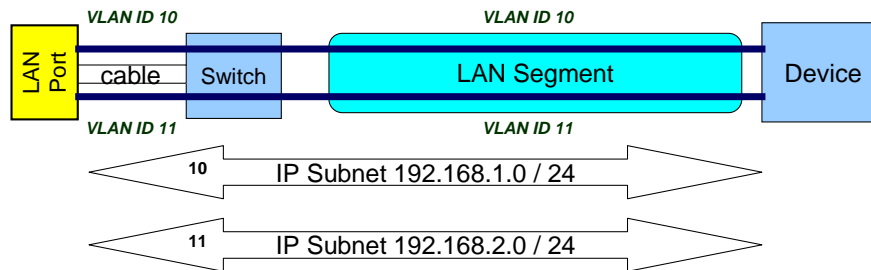 VLAN ID 10
VLAN ID 10
LAN
Port
cable
Switch
LAN Segment
Device
VLAN ID 11
VLAN ID 11
10
IP Subnet 192.168.1.0 / 24
11
IP Subnet 192.168.2.0 / 24